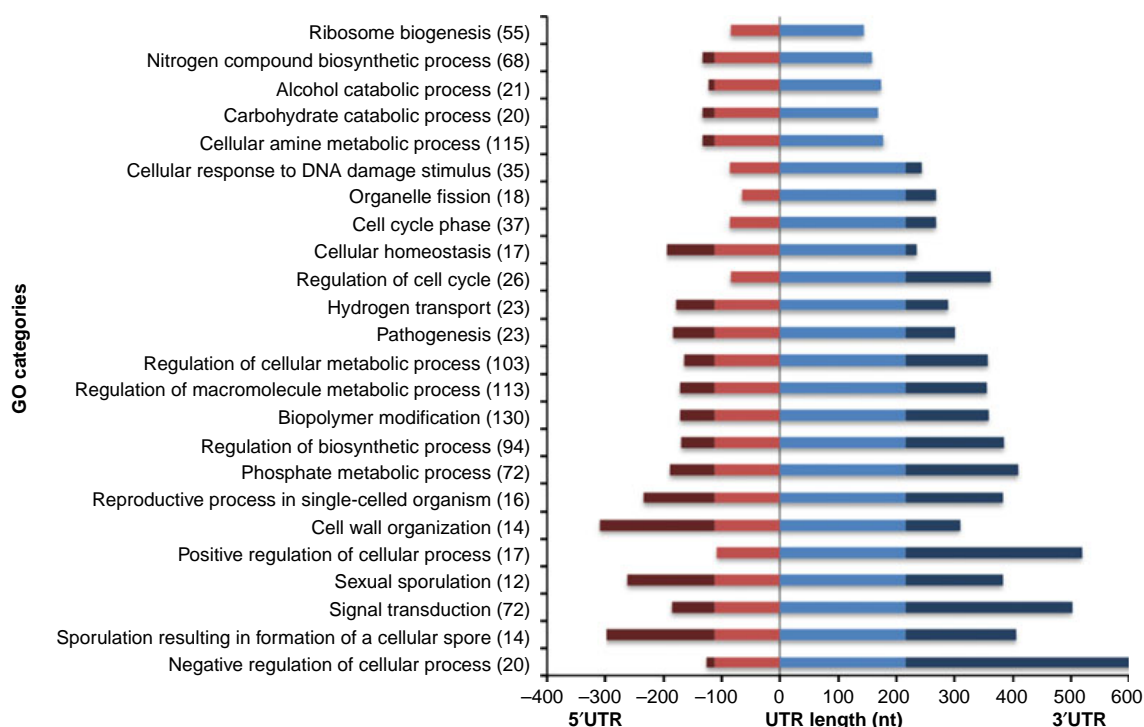 GO categories
Ribosome biogenesis (55)
Nitrogen compound biosynthetic process (68)
Alcohol catabolic process (21)
Carbohydrate catabolic process (20)
Cellular amine metabolic process (115)
Cellular response to DNA damage stimulus (35)
Organelle fission (18)
Cell cycle phase (37)
Cellular homeostasis (17)
Regulation of cell cycle (26)
Hydrogen transport (23)
Pathogenesis (23)
Regulation of cellular metabolic process (103)
Regulation of macromolecule metabolic process (113)
Biopolymer modification (130)
Regulation of biosynthetic process (94)
Phosphate metabolic process (72)
Reproductive process in single-celled organism (16)
Cell wall organization (14)
Positive regulation of cellular process (17)
Sexual sporulation (12)
Signal transduction (72)
Sporulation resulting in formation of a cellular spore (14)
Negative regulation of cellular process (20)
–400 –300 –200 –100 0 100 200 300 400 500 600
5′UTR UTR length (nt) 3′UTR